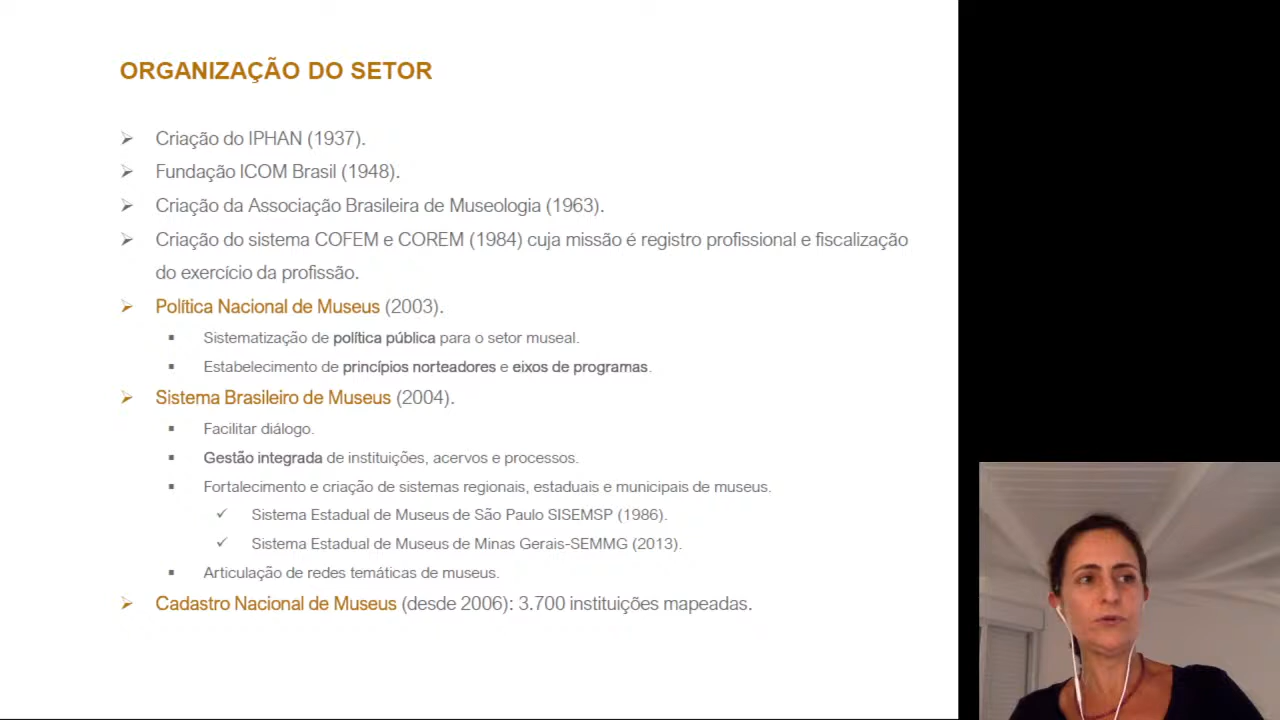 ORGANIZAÇÃO DO SETOR
➢ Criação do IPHAN (1937).
➢ Fundação ICOM Brasil (1948).
➢ Criação da Associação Brasileira de Museologia (1963).
➢ Criação do sistema COFEM e COREM (1984) cuja missão é registro profissional e fiscalização
do exercício da profissão.
➢ Política Nacional de Museus (2003).
▪ Sistematização de política pública para o setor museal.
▪ Estabelecimento de princípios norteadores e eixos de programas.
➢ Sistema Brasileiro de Museus (2004).
▪ Facilitar diálogo.
▪ Gestão integrada de instituições, acervos e processos.
▪ Fortalecimento e criação de sistemas regionais, estaduais e municipais de museus.
✓ Sistema Estadual de Museus de São Paulo SISEMSP (1986).
✓ Sistema Estadual de Museus de Minas Gerais-SEMMG (2013).
▪ Articulação de redes temáticas de museus.
➢ Cadastro Nacional de Museus (desde 2006): 3.700 instituições mapeadas.